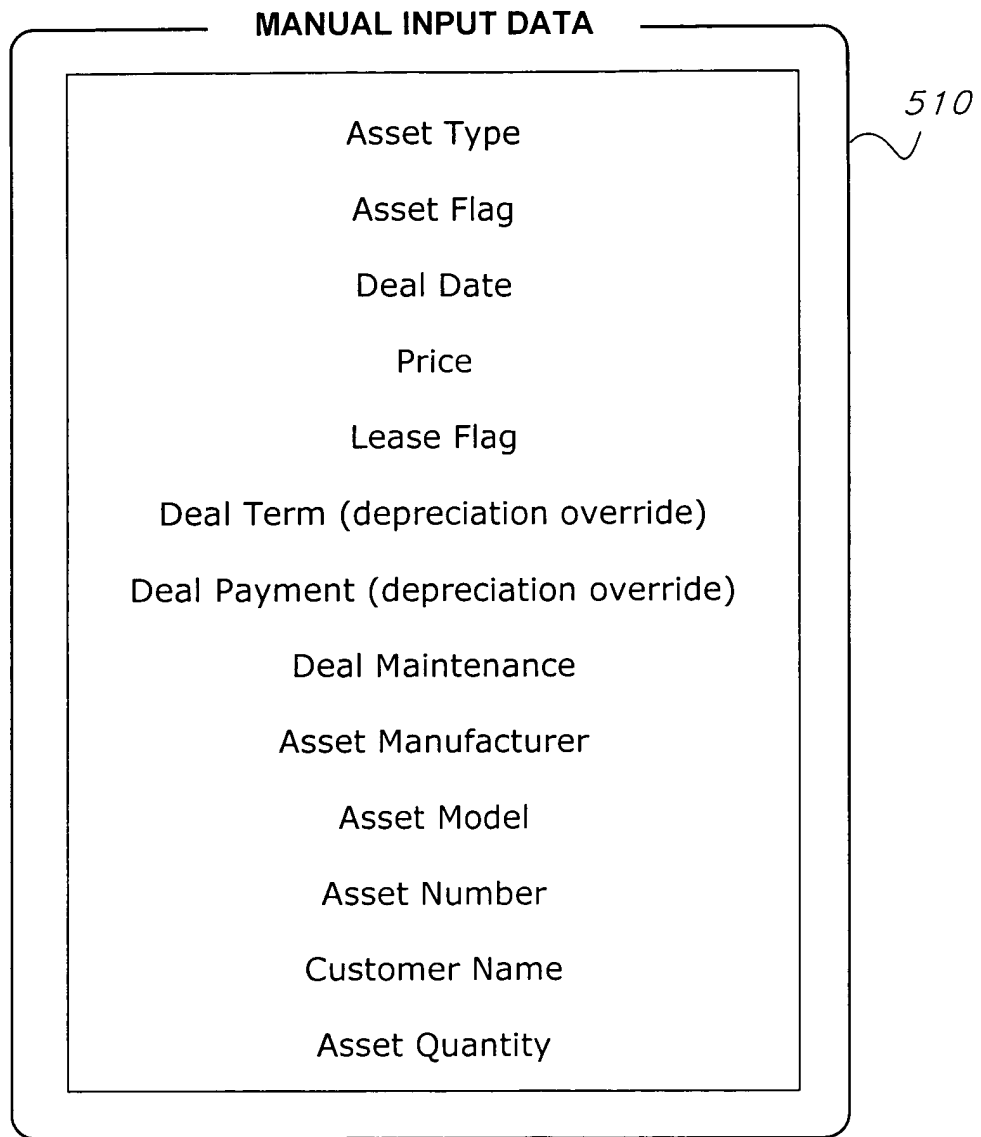 MANUAL INPUT DATA
510
Asset Type
Asset Flag
Deal Date
Price
Lease Flag
Deal Term (depreciation override)
Deal Payment (depreciation override)
Deal Maintenance
Asset Manufacturer
Asset Model
Asset Number
Customer Name
Asset Quantity